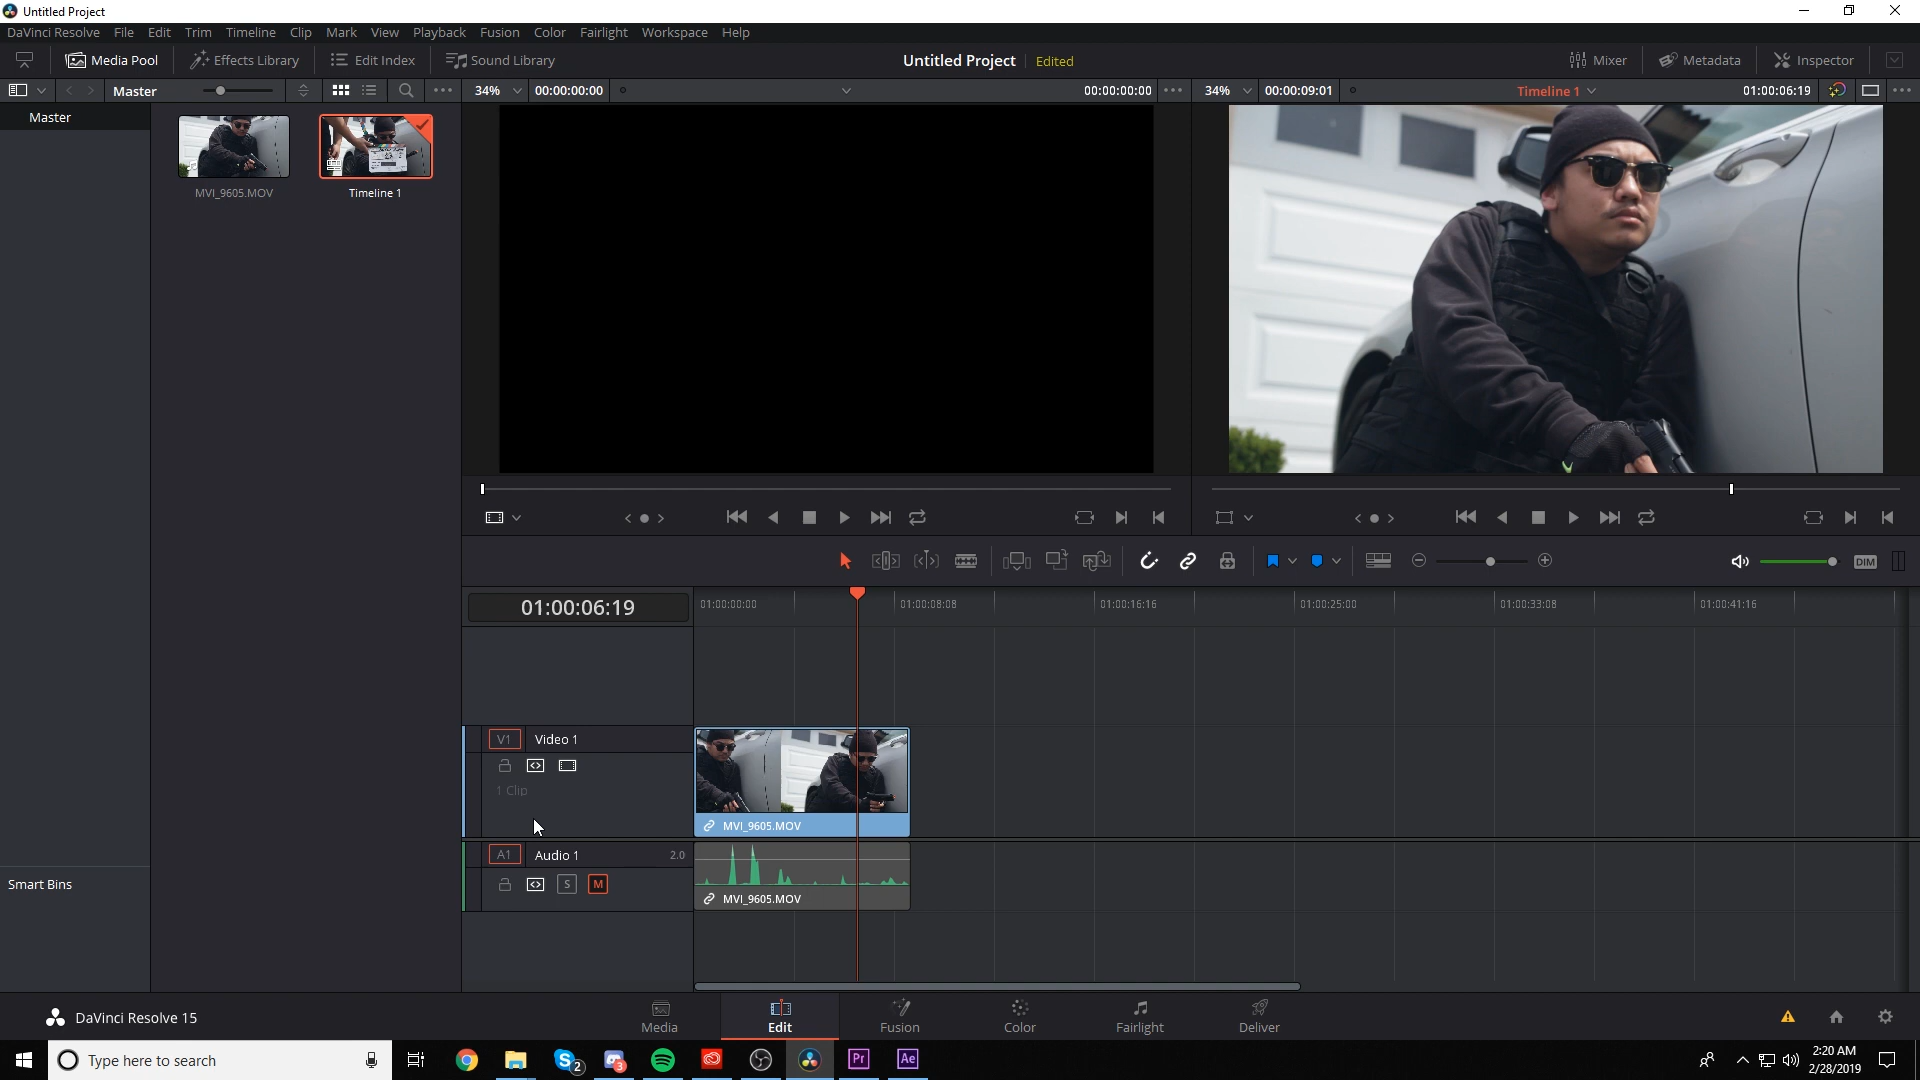 Untitled Project
DaVinci Resolve File Edit Trim Timeline Clip Mark View Playback Fusion Color Fairlight Workspace Help
Media Pool Effects Library Edit Index Sound Library Untitled Project Edited Mixer Metadata Inspector
Master 34% 00:00:00:00 00:00:00:00 34% 00:00:09:01 Timeline 1 01:00:06:19
Master
MVI_9605.MOV Timeline 1
DIM
01:00:06:19 01:00:00:00 01:00:08:08 01:00:16:16 01:00:25:00 01:00:33:08 01:00:41:16
V1 Video 1
1 Clip
MVI_9605.MOV
A1 Audio 1 2.0
S M
MVI_9605.MOV
Smart Bins
DaVinci Resolve 15
Media Edit Fusion Color Fairlight Deliver
Type here to search
2
3
Pr
Ae
2:20 AM
2/28/2019